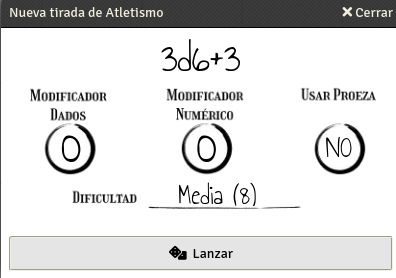 Nueva tirada de Atletismo
Cerrar
3d6+3
MODIFICADOR DADOS
0
MODIFICADOR NUMÉRICO
0
USAR PROEZA
NO
DIFICULTAD Media (8)
Lanzar